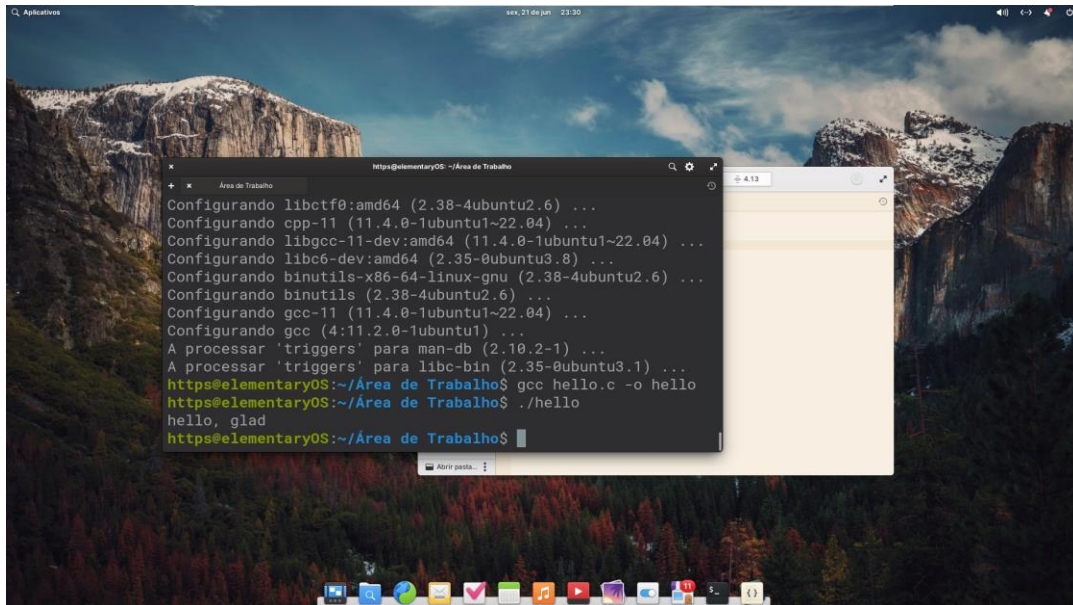 Aplicativos
sex, 21 de jun 23:30
https@elementaryOS: ~/Área de Trabalho
Área de Trabalho
4.13
Configurando libctf0:amd64 (2.38-4ubuntu2.6) ...
Configurando cpp-11 (11.4.0-1ubuntu1~22.04) ...
Configurando libgcc-11-dev:amd64 (11.4.0-1ubuntu1~22.04) ...
Configurando libc6-dev:amd64 (2.35-0ubuntu3.8) ...
Configurando binutils-x86-64-linux-gnu (2.38-4ubuntu2.6) ...
Configurando binutils (2.38-4ubuntu2.6) ...
Configurando gcc-11 (11.4.0-1ubuntu1~22.04) ...
Configurando gcc (4:11.2.0-1ubuntu1) ...
A processar 'triggers' para man-db (2.10.2-1) ...
A processar 'triggers' para libc-bin (2.35-0ubuntu3.1) ...
https@elementaryOS:~/Área de Trabalho$ gcc hello.c -o hello
https@elementaryOS:~/Área de Trabalho$ ./hello
hello, glad
https@elementaryOS:~/Área de Trabalho$
Abrir pasta...
11